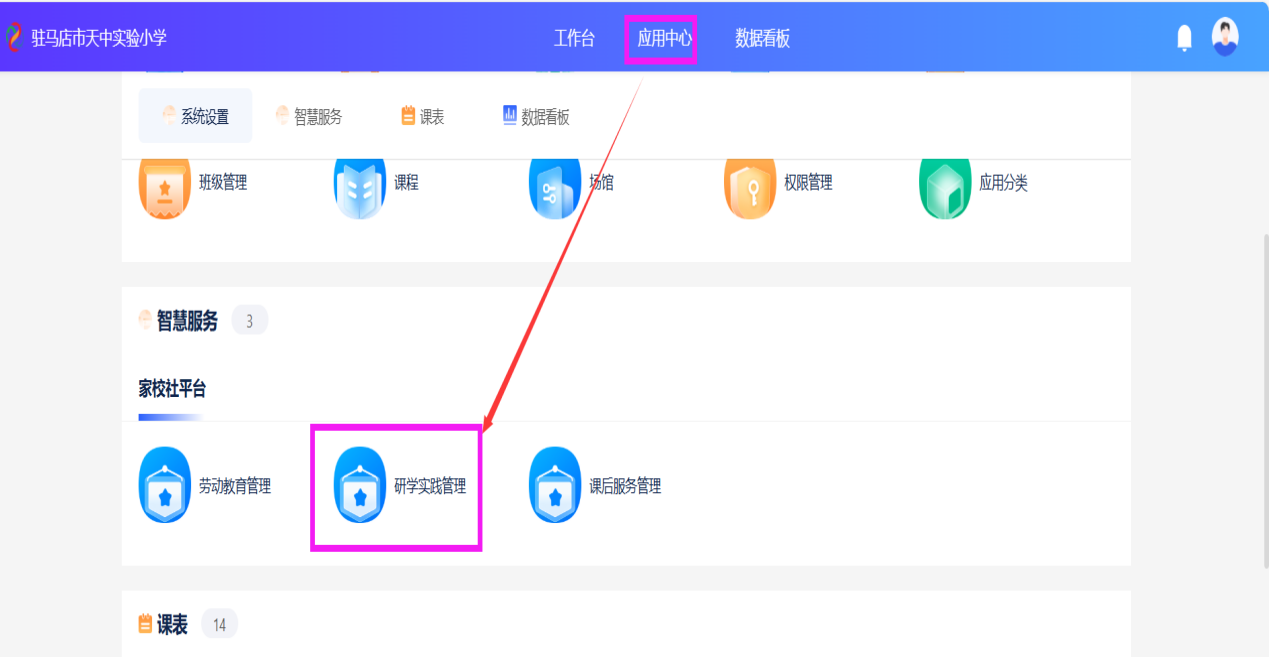 驻马店市天中实验小学 工作台 应用中心 数据看板
系统设置 智慧服务 课表 数据看板
班级管理 课程 场馆 权限管理 应用分类
智慧服务 3
家校社平台
劳动教育管理 研学实践管理 课后服务管理
课表 14